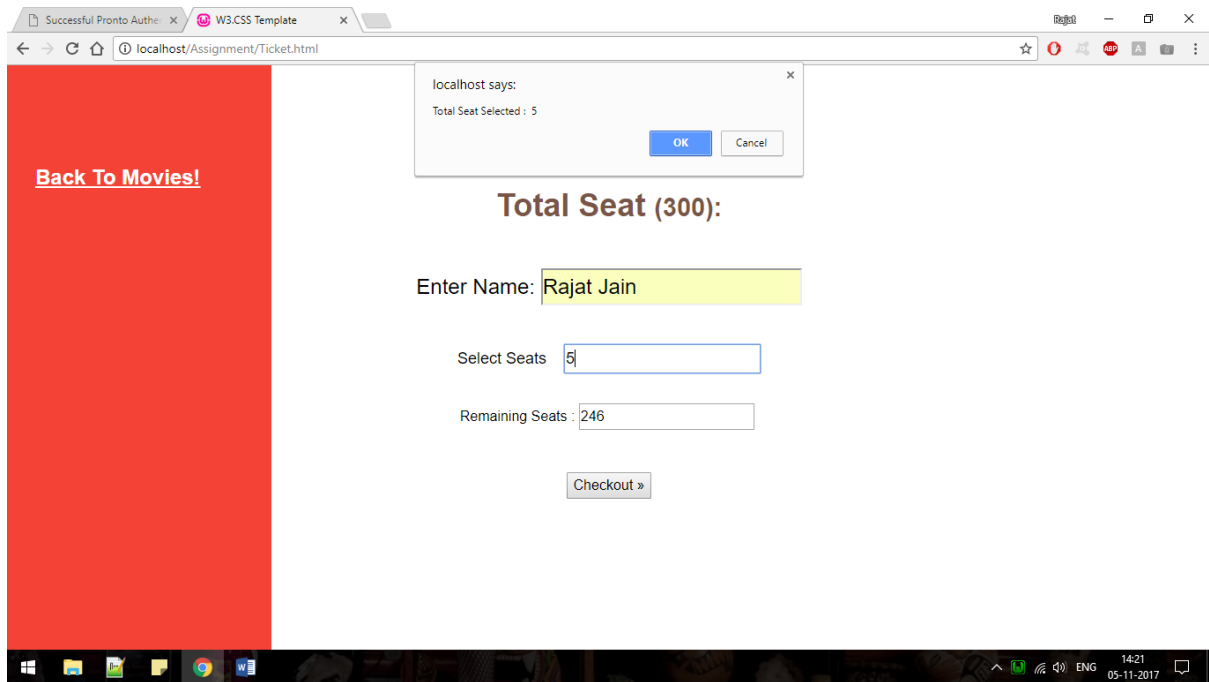 Successful Pronto Authe
W3.CSS Template
Rajat
localhost/Assignment/Ticket.html
ABP
A
localhost says:
Total Seat Selected : 5
OK
Cancel
Back To Movies!
Total Seat (300):
Enter Name: Rajat Jain
Select Seats 5
Remaining Seats : 246
Checkout »
ENG
14:21
05-11-2017